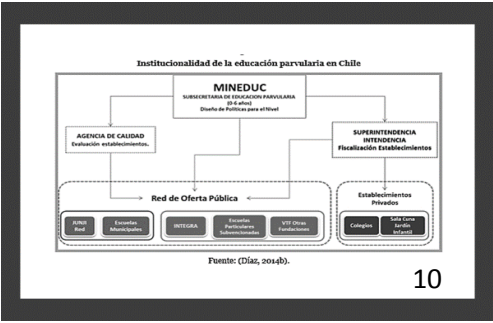 Institucionalidad de la educación parvularia en Chile
MINEDUC
SUBSECRETARIA DE EDUCACION PARVULARIA
(0-6 años)
Diseño de Políticas para el Nivel
AGENCIA DE CALIDAD
Evaluación establecimientos.
SUPERINTENDENCIA
INTENDENCIA
Fiscalización Establecimientos
Red de Oferta Pública
Establecimientos
Privados
JUNJI
Red
Escuelas
Municipales
INTEGRA
Escuelas
Particulares
Subvencionadas
VTF Otras
Fundaciones
Colegios
Sala Cuna
Jardín
Infantil
Fuente: (Díaz, 2014b).
10